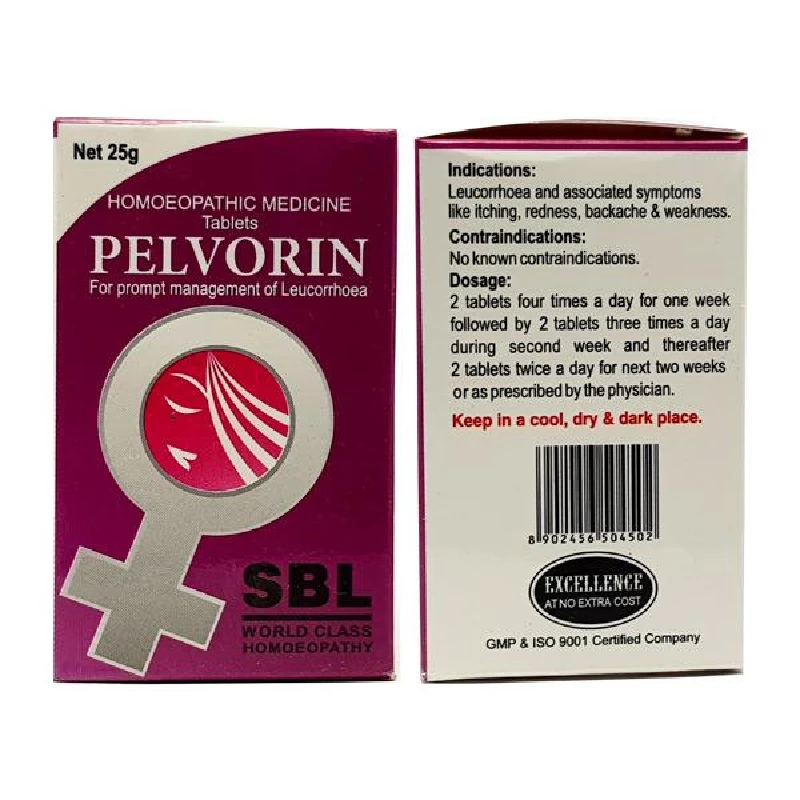 Net 25g
HOMOEOPATHIC MEDICINE
Tablets
PELVORIN
For prompt management of Leucorrhoea
SBL
WORLD CLASS
HOMOEOPATHY
Indications:
Leucorrhoea and associated symptoms
like itching, redness, backache & weakness.
Contraindications:
No known contraindications.
Dosage:
2 tablets four times a day for one week
followed by 2 tablets three times a day
during second week and thereafter
2 tablets twice a day for next two weeks
or as prescribed by the physician.
Keep in a cool, dry & dark place.
8 902456 504502
EXCELLENCE
AT NO EXTRA COST
GMP & ISO 9001 Certified Company